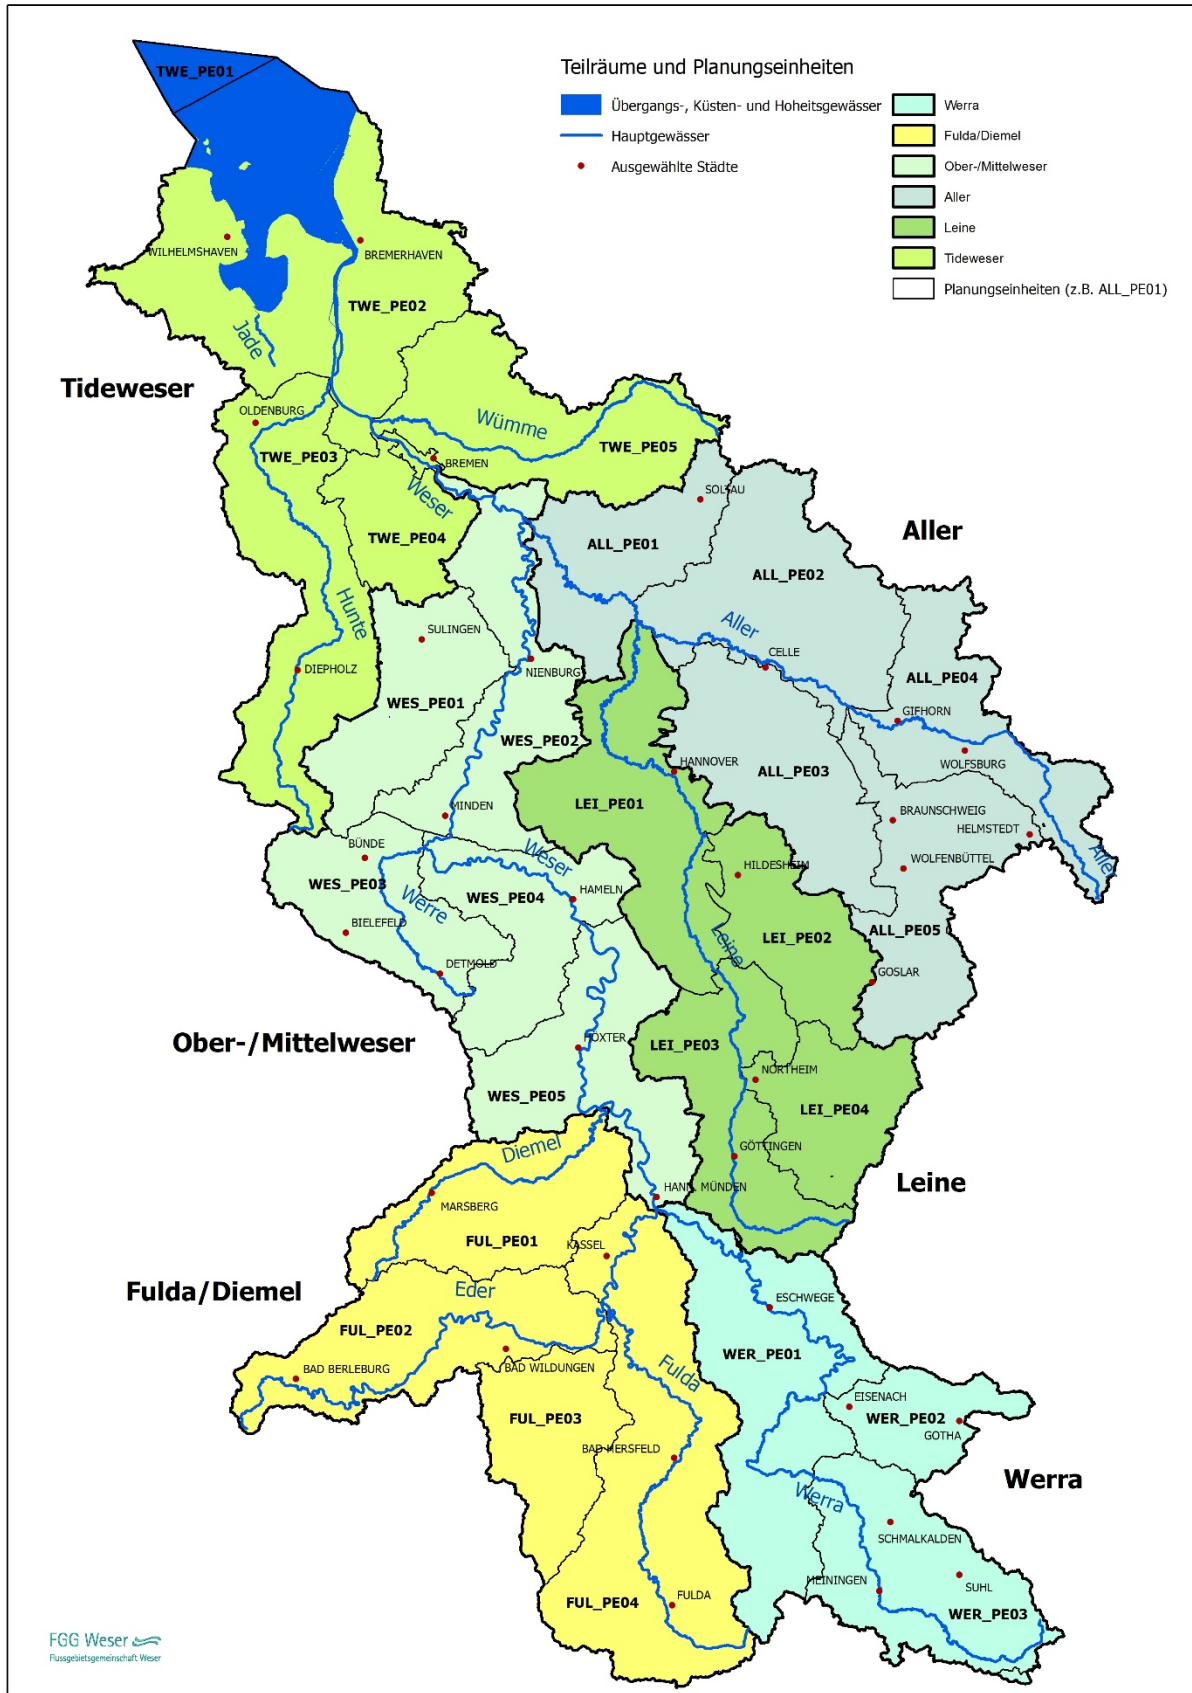 Teilräume und Planungseinheiten
Übergangs-, Küsten- und Hoheitsgewässer
Hauptgewässer
Ausgewählte Städte
Werra
Fulda/Diemel
Ober-/Mittelweser
Aller
Leine
Tideweser
Planungseinheiten (z.B. ALL_PE01)
TWE_PE01
WILHELMSHAVEN
BREMERHAVEN
TWE_PE02
Jade
Tideweser
OLDENBURG
Wümme
TWE_PE03
TWE_PE05
BREMEN
Weser
SOLTAU
Aller
TWE_PE04
ALL_PE01
ALL_PE02
Hunte
SULINGEN
Aller
NIENBURG
CELLE
DIEPHOLZ
ALL_PE04
WES_PE01
GIFHORN
WES_PE02
WOLFSBURG
HANNOVER
ALL_PE03
LEI_PE01
MINDEN
BRAUNSCHWEIG
HELMSTEDT
BÜNDE
Weser
HILDESHEIM
WOLFENBÜTTEL
Aller
WES_PE03
WES_PE04
HAMELN
Werre
BIELEFELD
LEI_PE02
ALL_PE05
Leine
DETMOLD
GOSLAR
Ober-/Mittelweser
HÖXTER
LEI_PE03
NORTHEIM
WES_PE05
LEI_PE04
Diemel
GÖTTINGEN
Leine
MARSBERG
HANN. MÜNDEN
FUL_PE01
KASSEL
Fulda/Diemel
Eder
ESCHWEGE
FUL_PE02
WER_PE01
BAD BERLEBURG
BAD WILDUNGEN
Fulda
EISENACH
FUL_PE03
WER_PE02
GOTHA
BAD HERSFELD
Werra
Werra
SCHMALKALDEN
MEININGEN
SUHL
FUL_PE04
FULDA
WER_PE03
FGG Weser
Flussgebietsgemeinschaft Weser